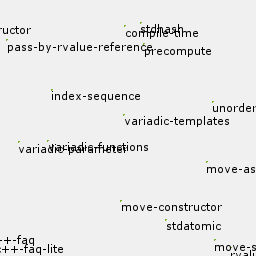 ructor
stdhash
compile-time
pass-by-rvalue-reference
precompute
index-sequence
unorder
variadic-templates
variadic-functions
variadic-parameter
move-as
move-constructor
stdatomic
++-faq
move-s
c++-faq-lite
rvalu